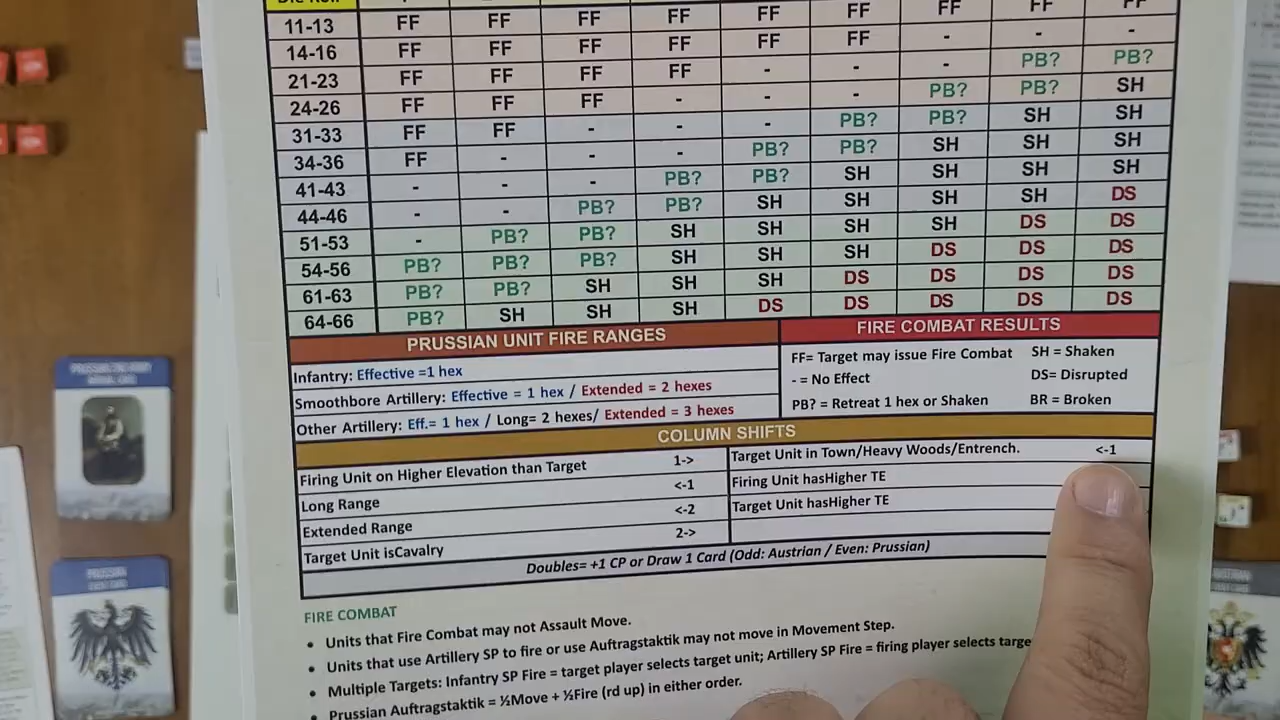 11-13 FF FF FF FF FF FF FF FF FF
14-16 FF FF FF FF FF FF - - -
21-23 FF FF FF FF - - - PB? PB?
24-26 FF FF FF - - - PB? PB? SH
31-33 FF FF - - - PB? PB? SH SH
34-36 FF - - - PB? PB? SH SH SH
41-43 - - - PB? PB? SH SH SH SH
44-46 - - PB? PB? SH SH SH SH DS
51-53 - PB? PB? SH SH SH SH DS DS
54-56 PB? PB? PB? SH SH SH DS DS DS
61-63 PB? PB? SH SH SH DS DS DS DS
64-66 PB? SH SH SH DS DS DS DS DS
PRUSSIAN UNIT FIRE RANGES
Infantry: Effective =1 hex
Smoothbore Artillery: Effective = 1 hex / Extended = 2 hexes
Other Artillery: Eff.= 1 hex / Long= 2 hexes/ Extended = 3 hexes
FIRE COMBAT RESULTS
FF= Target may issue Fire Combat SH = Shaken
- = No Effect DS= Disrupted
PB? = Retreat 1 hex or Shaken BR = Broken
COLUMN SHIFTS
Firing Unit on Higher Elevation than Target 1->
Long Range <-1
Extended Range <-2
Target Unit isCavalry 2->
Target Unit in Town/Heavy Woods/Entrench. <-1
Firing Unit hasHigher TE
Target Unit hasHigher TE
Doubles= +1 CP or Draw 1 Card (Odd: Austrian / Even: Prussian)
FIRE COMBAT
• Units that Fire Combat may not Assault Move.
• Units that use Artillery SP to fire or use Auftragstaktik may not move in Movement Step.
• Multiple Targets: Infantry SP Fire = target player selects target unit; Artillery SP Fire = firing player selects targe
• Prussian Auftragstaktik = ½Move + ½Fire (rd up) in either order.